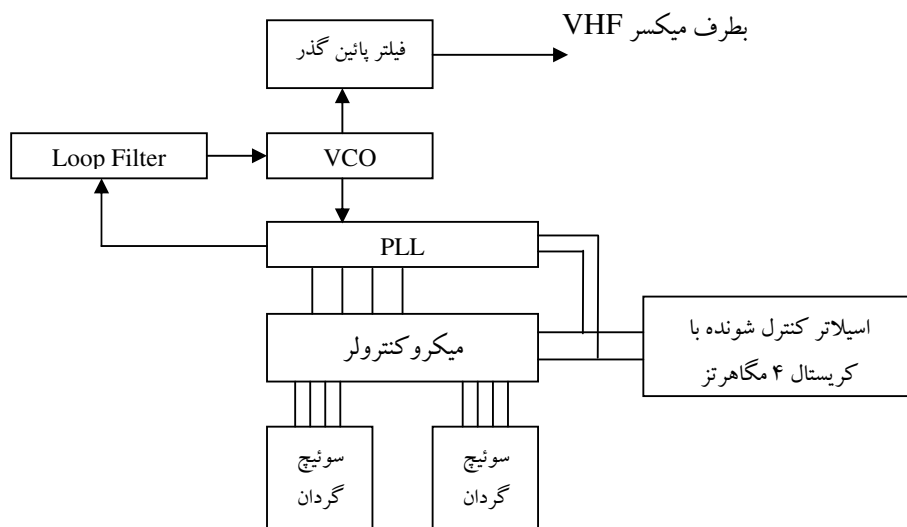 بطرف میکسر VHF
فیلتر پائین گذر
Loop Filter
VCO
PLL
میکروکنترولر
اسیلاتر کنترل شونده با
کریستال ۴ مگاهرتز
سوئیچ
گردان
سوئیچ
گردان